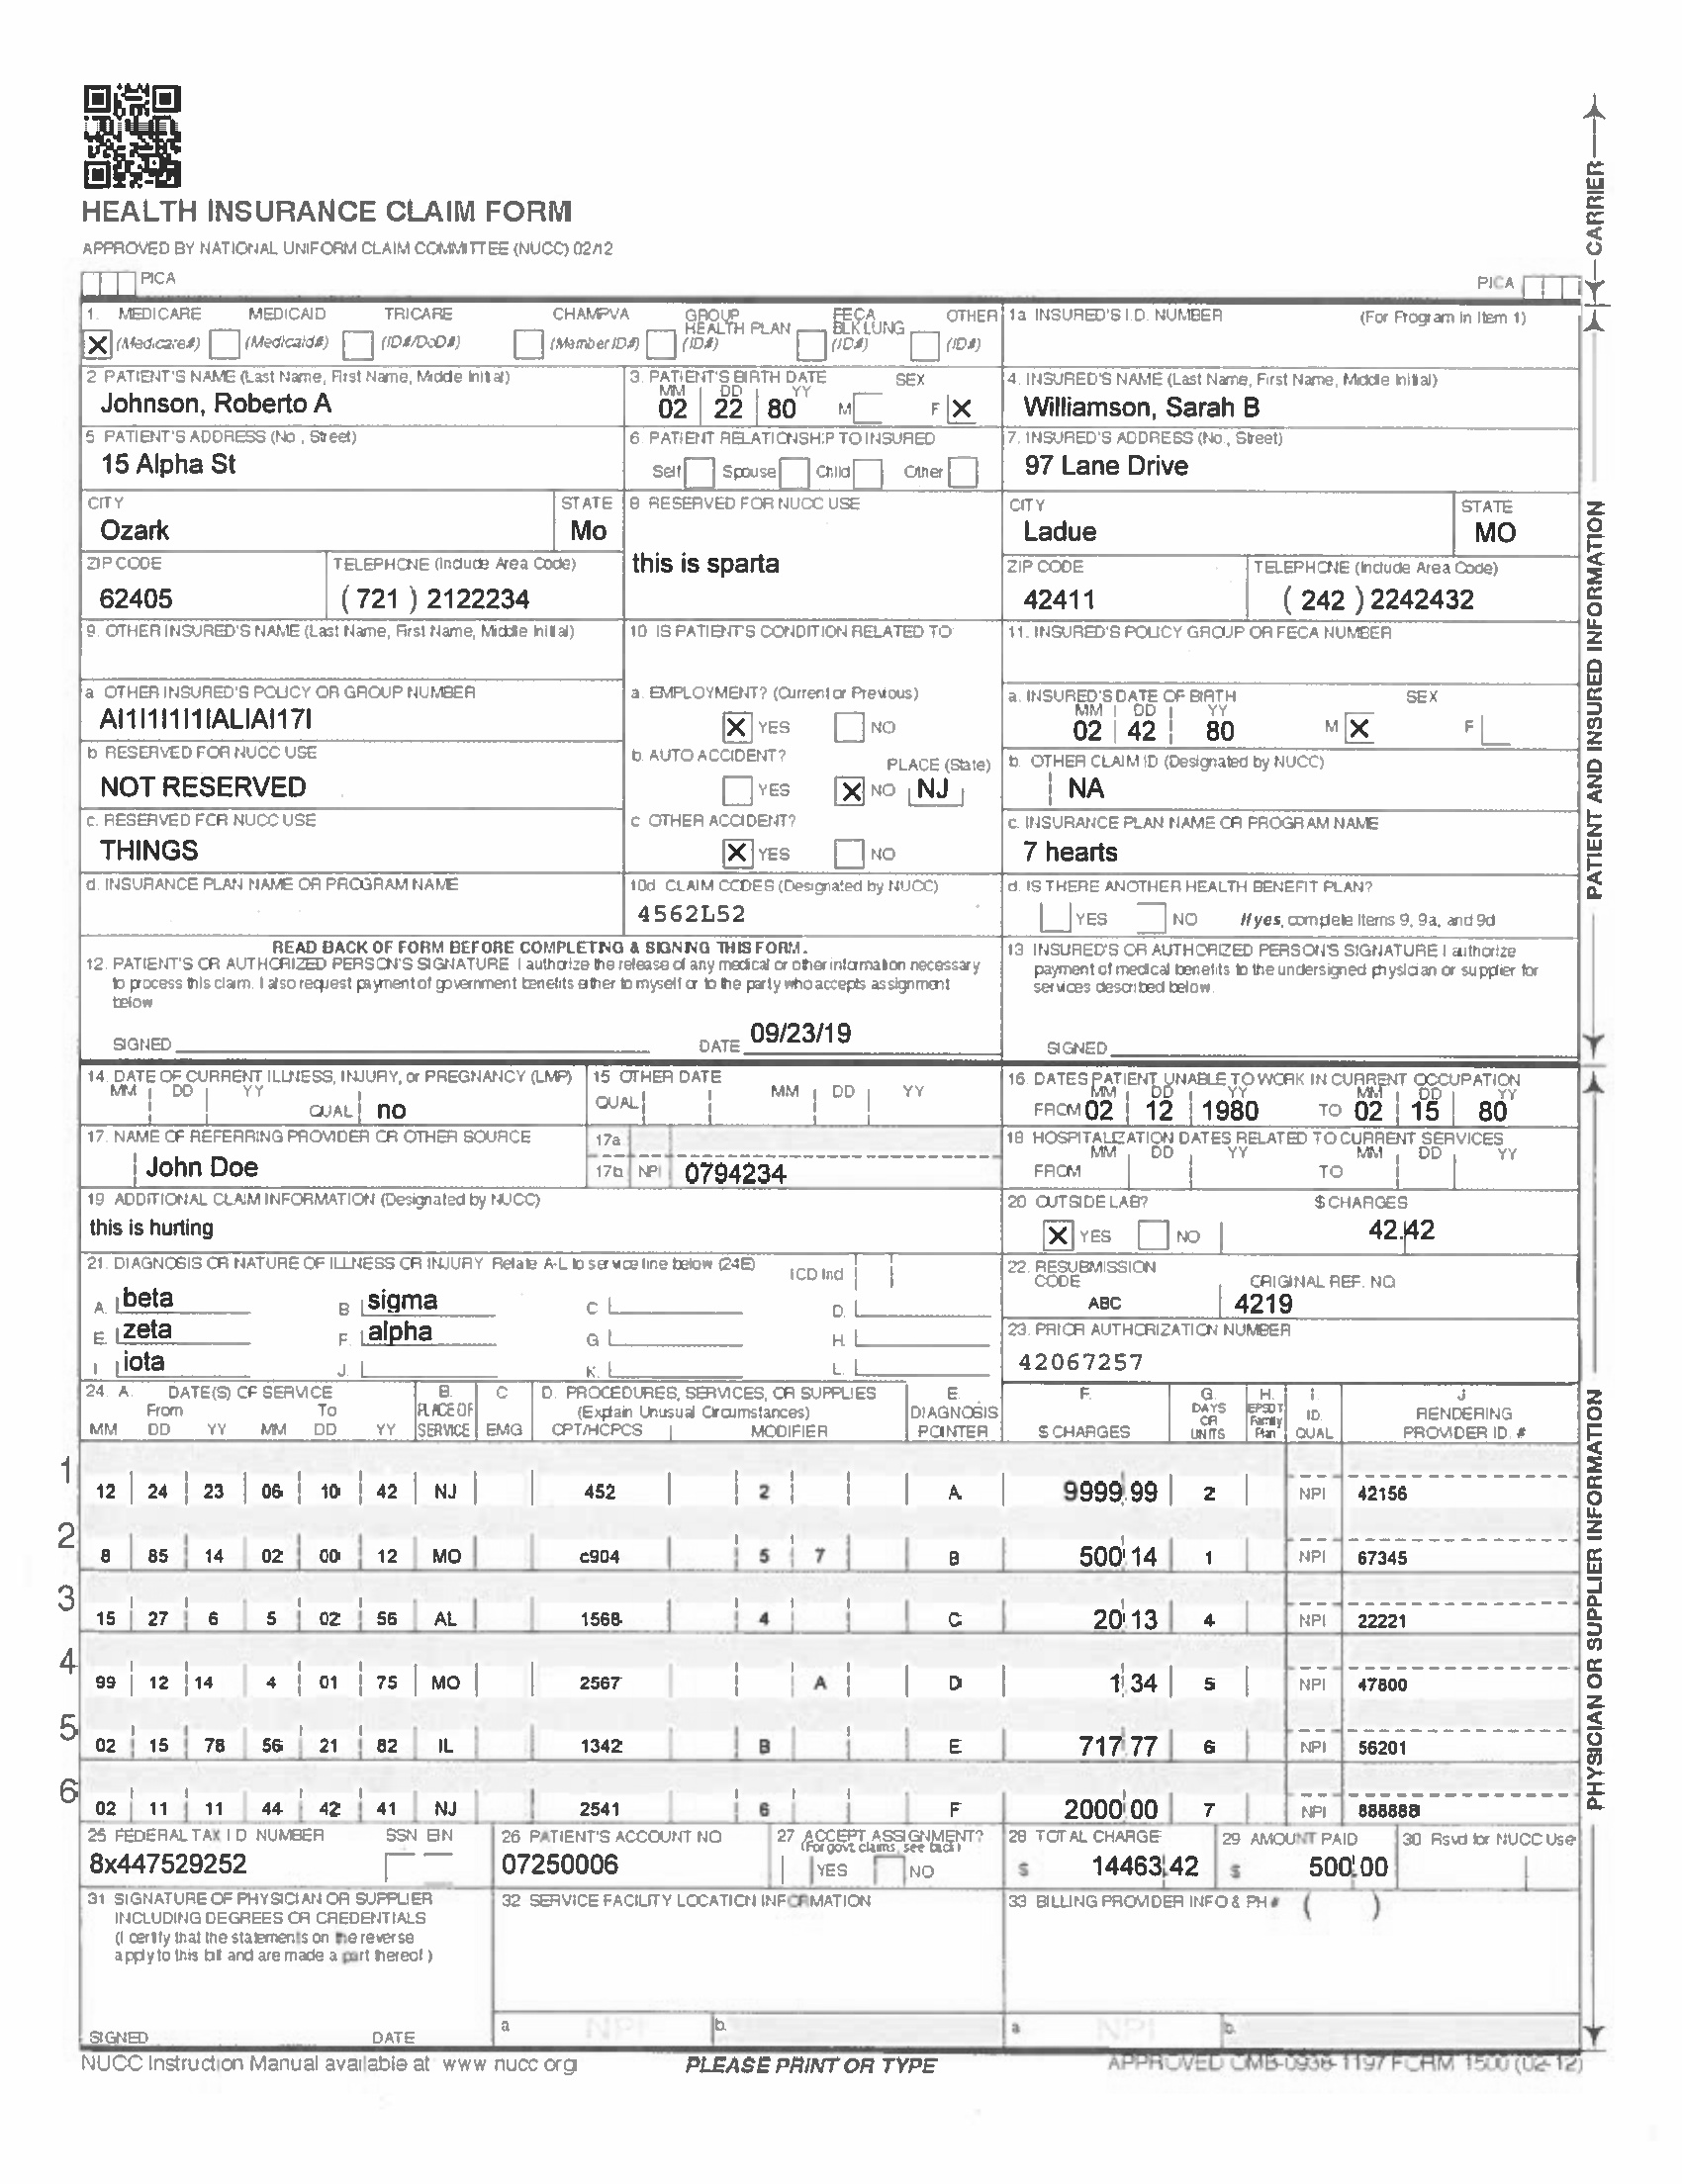 CARRIER
HEALTH INSURANCE CLAIM FORM
APPROVED BY NATIONAL UNIFORM CLAIM COMMITTEE (NUCC) 02/12
PICA PICA
1. MEDICARE MEDICAID TRICARE CHAMPVA GROUP HEALTH PLAN FECA BLK LUNG OTHER
X (Medicare#) (Medicaid#) (ID#/DoD#) (Member ID#) (ID#) (ID#) (ID#)
1a INSURED'S I.D. NUMBER (For Program in Item 1)
2 PATIENT'S NAME (Last Name, First Name, Middle Initial)
Johnson, Roberto A
3. PATIENT'S BIRTH DATE SEX
MM DD YY
02 22 80 M F X
4. INSURED'S NAME (Last Name, First Name, Middle Initial)
Williamson, Sarah B
5 PATIENT'S ADDRESS (No, Street)
15 Alpha St
6. PATIENT RELATIONSHIP TO INSURED
Self Spouse Child Other
7. INSURED'S ADDRESS (No., Street)
97 Lane Drive
CITY STATE
Ozark Mo
8 RESERVED FOR NUCC USE
this is sparta
CITY STATE
Ladue MO
ZIP CODE TELEPHONE (Include Area Code)
62405 ( 721 ) 2122234
ZIP CODE TELEPHONE (Include Area Code)
42411 ( 242 ) 2242432
PATIENT AND INSURED INFORMATION
9. OTHER INSURED'S NAME (Last Name, First Name, Middle Initial)
10 IS PATIENT'S CONDITION RELATED TO
11. INSURED'S POLICY GROUP OR FECA NUMBER
a OTHER INSURED'S POLICY OR GROUP NUMBER
a. EMPLOYMENT? (Current or Previous)
X YES NO
a. INSURED'S DATE OF BIRTH SEX
MM DD YY
02 42 80 M X F
b RESERVED FOR NUCC USE
NOT RESERVED
b. AUTO ACCIDENT? PLACE (State)
YES X NO NJ
b. OTHER CLAIM ID (Designated by NUCC)
NA
c. RESERVED FOR NUCC USE
THINGS
c OTHER ACCIDENT?
X YES NO
c. INSURANCE PLAN NAME OR PROGRAM NAME
7 hearts
d. INSURANCE PLAN NAME OR PROGRAM NAME
10d CLAIM CODES (Designated by NUCC)
4562L52
d. IS THERE ANOTHER HEALTH BENEFIT PLAN?
YES NO If yes, complete items 9, 9a, and 9d
READ BACK OF FORM BEFORE COMPLETING & SIGNING THIS FORM.
12. PATIENT'S OR AUTHORIZED PERSON'S SIGNATURE I authorize the release of any medical or other information necessary
to process this claim. I also request payment of government benefits either to myself or to the party who accepts assignment
below
SIGNED DATE 09/23/19
13 INSURED'S OR AUTHORIZED PERSON'S SIGNATURE I authorize
payment of medical benefits to the undersigned physician or supplier for
services described below.
SIGNED
14. DATE OF CURRENT ILLNESS, INJURY, or PREGNANCY (LMP)
MM DD YY
QUAL no
15 OTHER DATE
QUAL MM DD YY
16 DATES PATIENT UNABLE TO WORK IN CURRENT OCCUPATION
MM DD YY MM DD YY
FROM 02 12 1980 TO 02 15 80
17. NAME OF REFERRING PROVIDER OR OTHER SOURCE
John Doe
17a
17b NPI 0794234
18 HOSPITALIZATION DATES RELATED TO CURRENT SERVICES
MM DD YY MM DD YY
FROM TO
19 ADDITIONAL CLAIM INFORMATION (Designated by NUCC)
this is hurting
20 OUTSIDE LAB? $ CHARGES
X YES NO 42 42
21. DIAGNOSIS OR NATURE OF ILLNESS OR INJURY Relate A-L to service line below (24E) ICD Ind
A. beta B sigma C D.
E. zeta F. alpha G H.
I iota J. K. L.
22. RESUBMISSION
CODE ORIGINAL REF. NO
ABC 4219
23. PRIOR AUTHORIZATION NUMBER
42067257
24. A. DATE(S) OF SERVICE B. C D. PROCEDURES, SERVICES, OR SUPPLIES E. F. G. H. I J
From To PLACE OF (Explain Unusual Circumstances) DIAGNOSIS DAYS OR EPSDT Family ID. RENDERING
MM DD YY MM DD YY SERVICE EMG CPT/HCPCS MODIFIER POINTER $ CHARGES UNITS Plan QUAL PROVIDER ID. #
1 12 24 23 06 10 42 NJ 452 2 A 9999 99 2 NPI 42156
2 8 85 14 02 00 12 MO c904 5 7 B 500 14 1 NPI 67345
3 15 27 6 5 02 56 AL 1568 4 C 20 13 4 NPI 22221
4 99 12 14 4 01 75 MO 2567 A D 1 34 5 NPI 47800
5 02 15 78 56 21 82 IL 1342 B E 717 77 6 NPI 56201
6 02 11 11 44 42 41 NJ 2541 6 F 2000 00 7 NPI 888888
PHYSICIAN OR SUPPLIER INFORMATION
25 FEDERAL TAX I D NUMBER SSN EIN
8x447529252
26 PATIENT'S ACCOUNT NO
07250006
27 ACCEPT ASSIGNMENT?
(For govt. claims, see back)
YES NO
28 TOTAL CHARGE
$ 14463 42
29 AMOUNT PAID
$ 500 00
30 Rsvd for NUCC Use
31 SIGNATURE OF PHYSICIAN OR SUPPLIER
INCLUDING DEGREES OR CREDENTIALS
(I certify that the statements on the reverse
apply to this bill and are made a part thereof)
SIGNED DATE
32 SERVICE FACILITY LOCATION INFORMATION
a NPI b.
33 BILLING PROVIDER INFO & PH # ( )
a NPI b.
NUCC Instruction Manual available at www nucc org
PLEASE PRINT OR TYPE
APPROVED OMB-0938-1197 FORM 1500 (02-12)